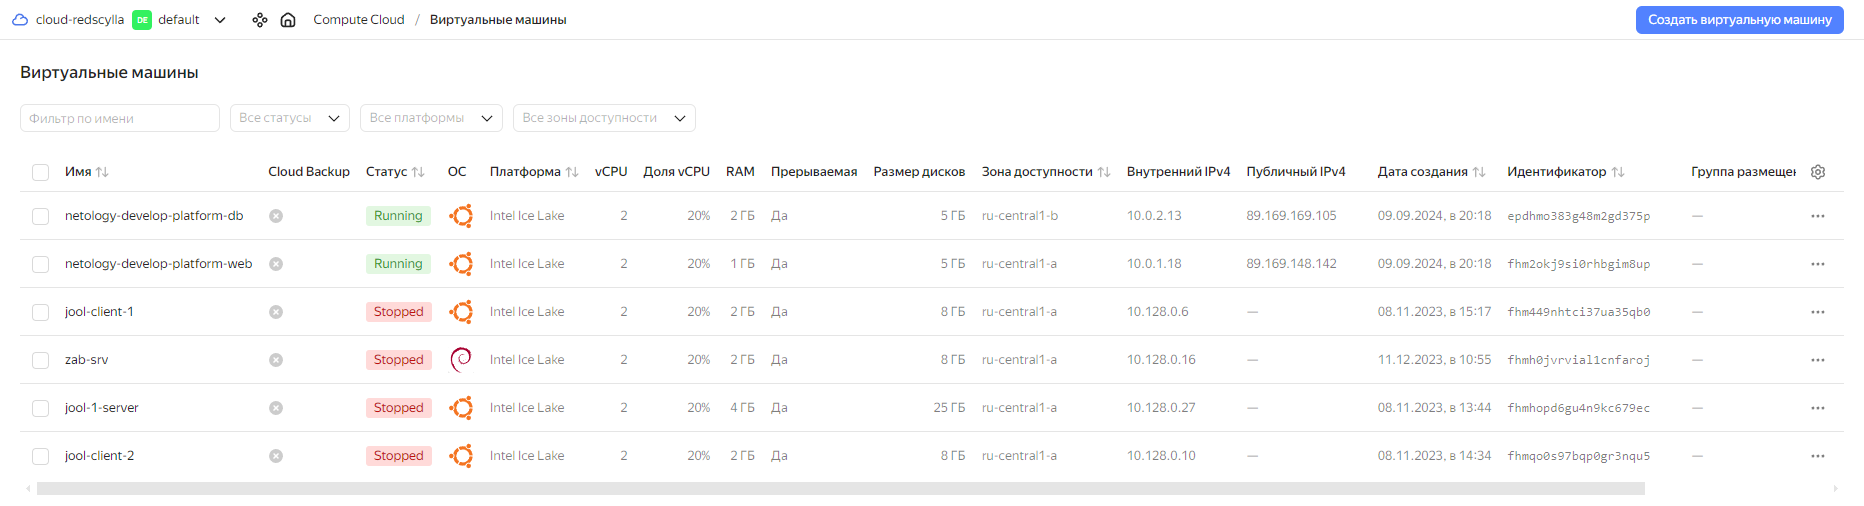 cloud-redscylla DE default Compute Cloud / Виртуальные машины Создать виртуальную машину
Виртуальные машины
Фильтр по имени Все статусы Все платформы Все зоны доступности
Имя Cloud Backup Статус ОС Платформа vCPU Доля vCPU RAM Прерываемая Размер дисков Зона доступности Внутренний IPv4 Публичный IPv4 Дата создания Идентификатор Группа размещен
netology-develop-platform-db Running Intel Ice Lake 2 20% 2 ГБ Да 5 ГБ ru-central1-b 10.0.2.13 89.169.169.105 09.09.2024, в 20:18 epdhmo383g48m2gd375p —
netology-develop-platform-web Running Intel Ice Lake 2 20% 1 ГБ Да 5 ГБ ru-central1-a 10.0.1.18 89.169.148.142 09.09.2024, в 20:18 fhm2okj9si0rhbgim8up —
jool-client-1 Stopped Intel Ice Lake 2 20% 2 ГБ Да 8 ГБ ru-central1-a 10.128.0.6 — 08.11.2023, в 15:17 fhm449nhtci37ua35qb0 —
zab-srv Stopped Intel Ice Lake 2 20% 2 ГБ Да 8 ГБ ru-central1-a 10.128.0.16 — 11.12.2023, в 10:55 fhmh0jvrvial1cnfaroj —
jool-1-server Stopped Intel Ice Lake 2 20% 4 ГБ Да 25 ГБ ru-central1-a 10.128.0.27 — 08.11.2023, в 13:44 fhmhopd6gu4n9kc679ec —
jool-client-2 Stopped Intel Ice Lake 2 20% 2 ГБ Да 8 ГБ ru-central1-a 10.128.0.10 — 08.11.2023, в 14:34 fhmqo0s97bqp0gr3nqu5 —